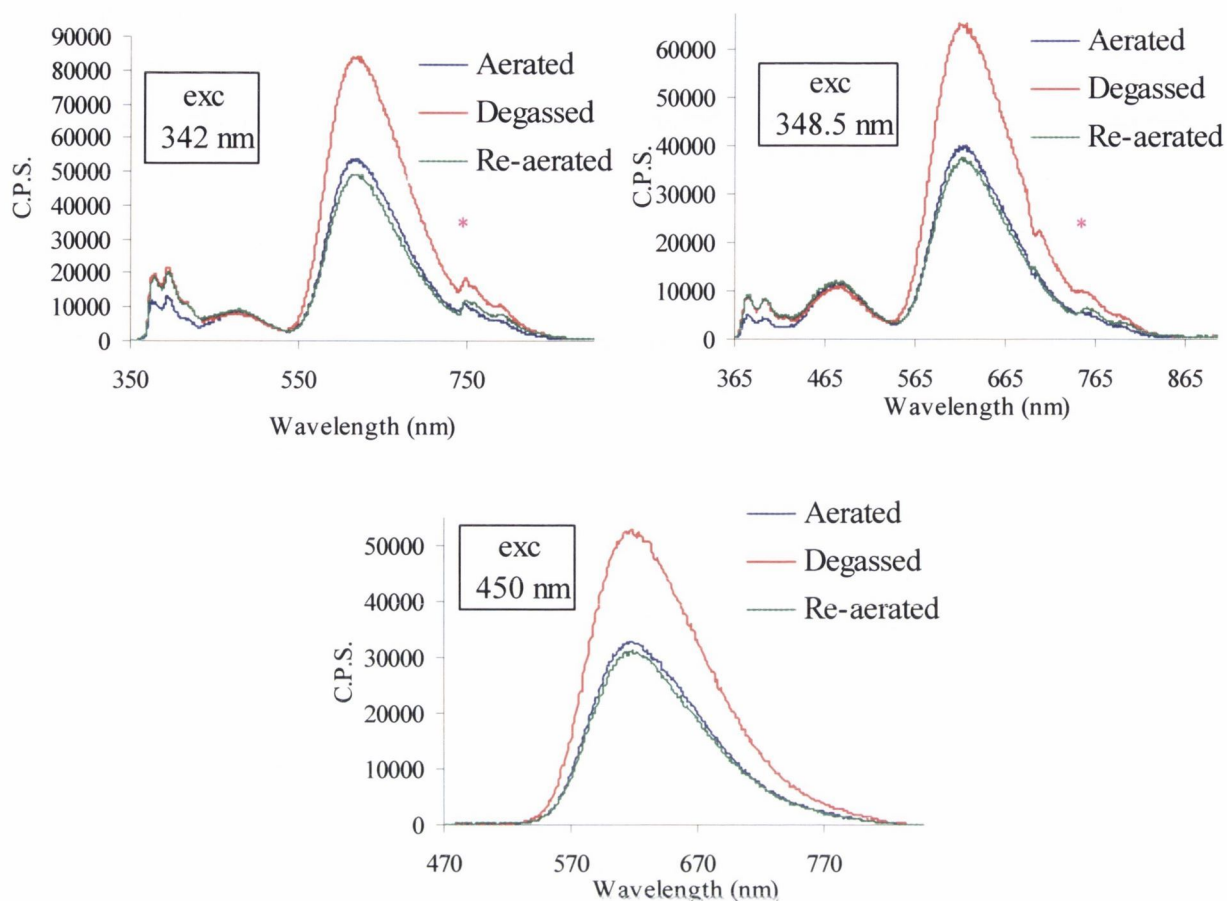 90000
80000
70000
60000
50000
40000
30000
20000
10000
0
C.P.S.
exc
342 nm
Aerated
Degassed
Re-aerated
*
350
550
750
Wavelength (nm)
60000
50000
40000
30000
20000
10000
0
C.P.S.
exc
348.5 nm
Aerated
Degassed
Re-aerated
*
365
465
565
665
765
865
Wavelength (nm)
50000
40000
30000
20000
10000
0
C.P.S.
exc
450 nm
Aerated
Degassed
Re-aerated
470
570
670
770
Wavelength (nm)